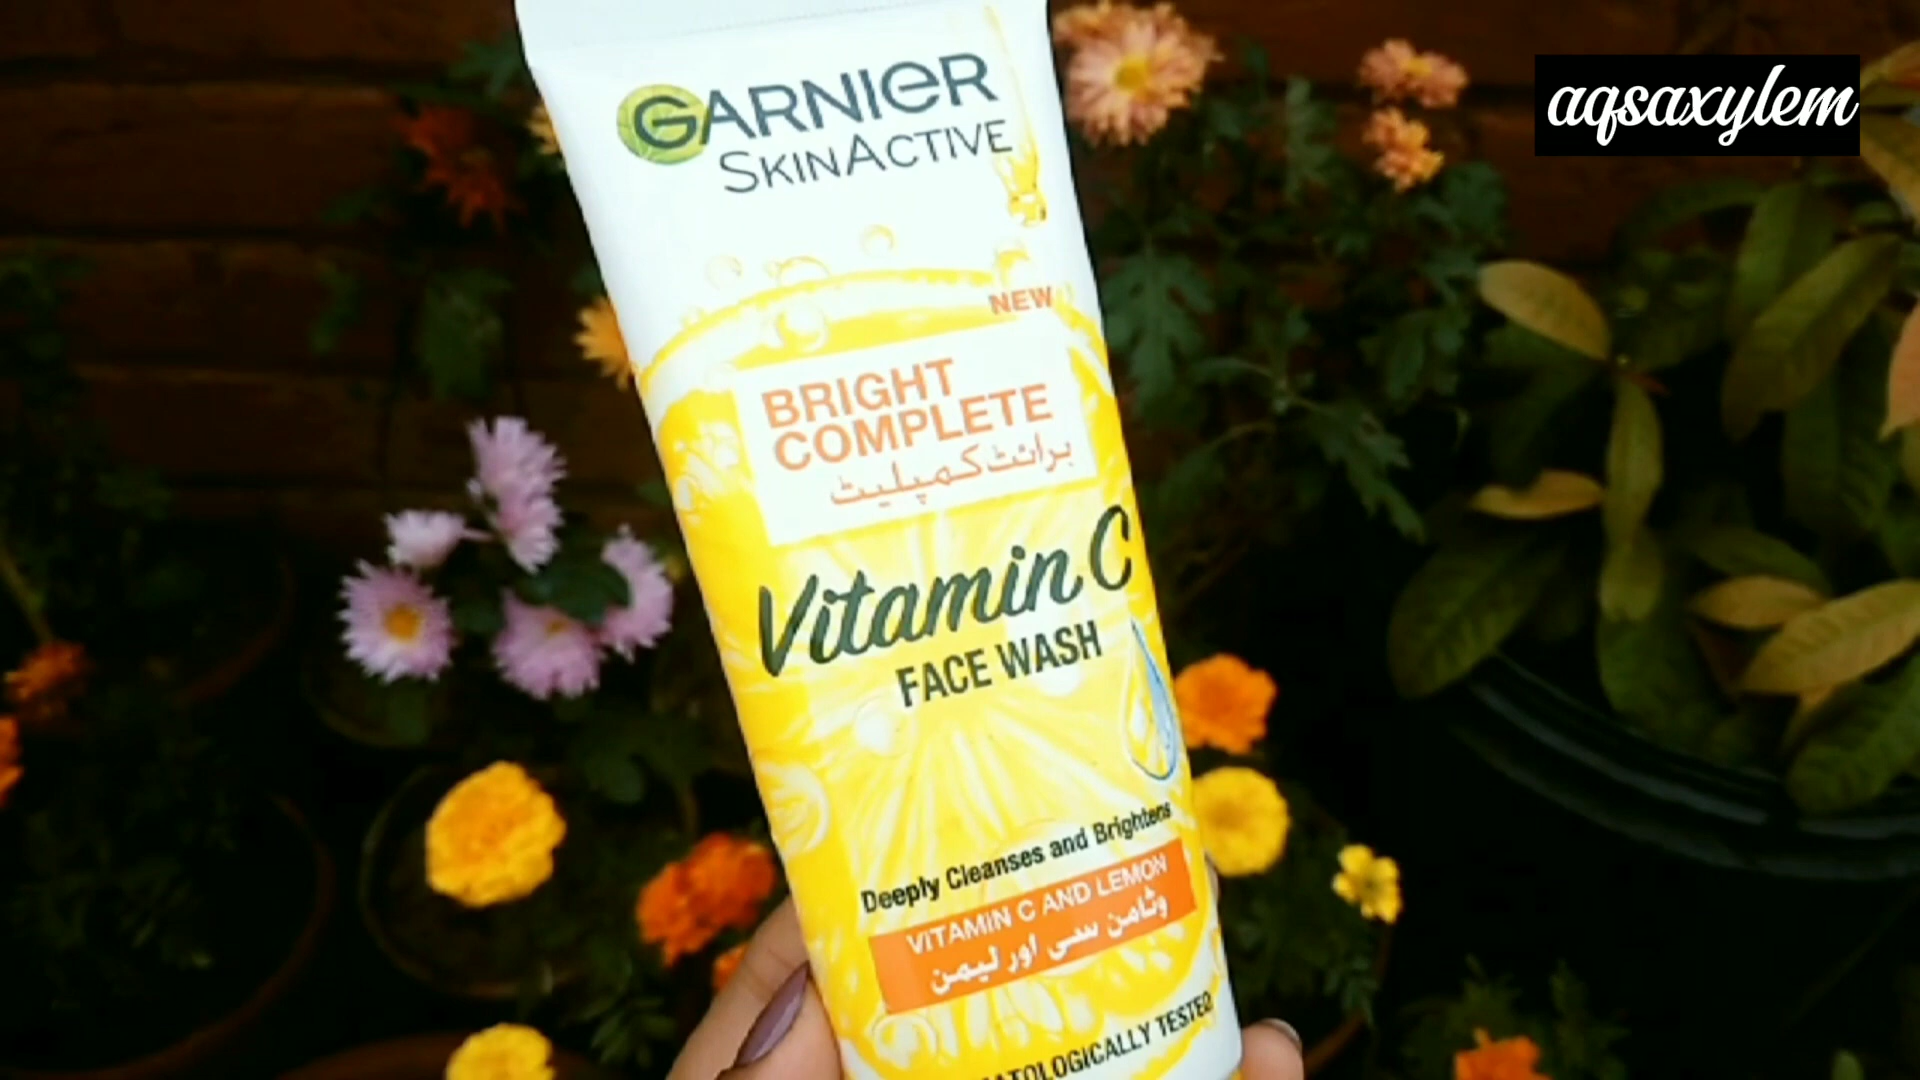 aqsaxylem
GARNIER
SKINACTIVE
NEW
BRIGHT
COMPLETE
برائٹ کمپلیٹ
Vitamin C
FACE WASH
Deeply Cleanses and Brightens
VITAMIN C AND LEMON
وٹامن سی اور لیمن
TESTED